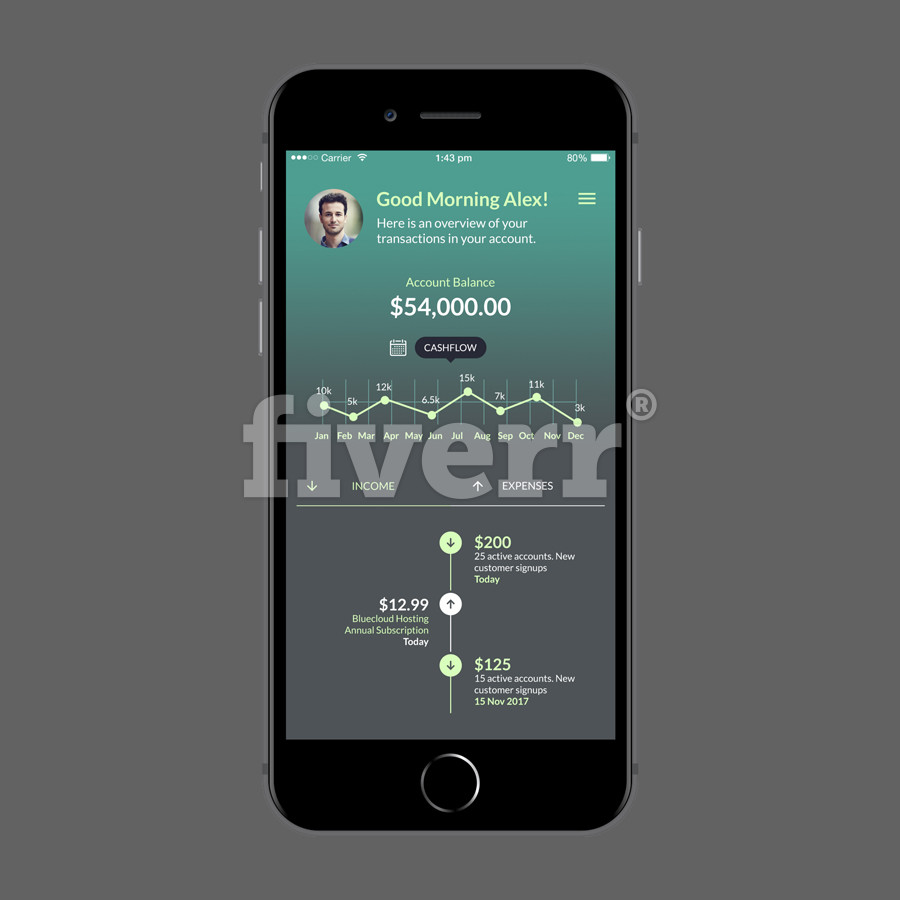 Carrier 1:43 pm 80%
Good Morning Alex!
Here is an overview of your
transactions in your account.
Account Balance
$54,000.00
CASHFLOW
10k 5k 12k 6.5k 15k 7k 11k 3k
Jan Feb Mar Apr May Jun Jul Aug Sep Oct Nov Dec
fiverr®
INCOME EXPENSES
$200
25 active accounts. New
customer signups
Today
$12.99
Bluecloud Hosting
Annual Subscription
Today
$125
15 active accounts. New
customer signups
15 Nov 2017